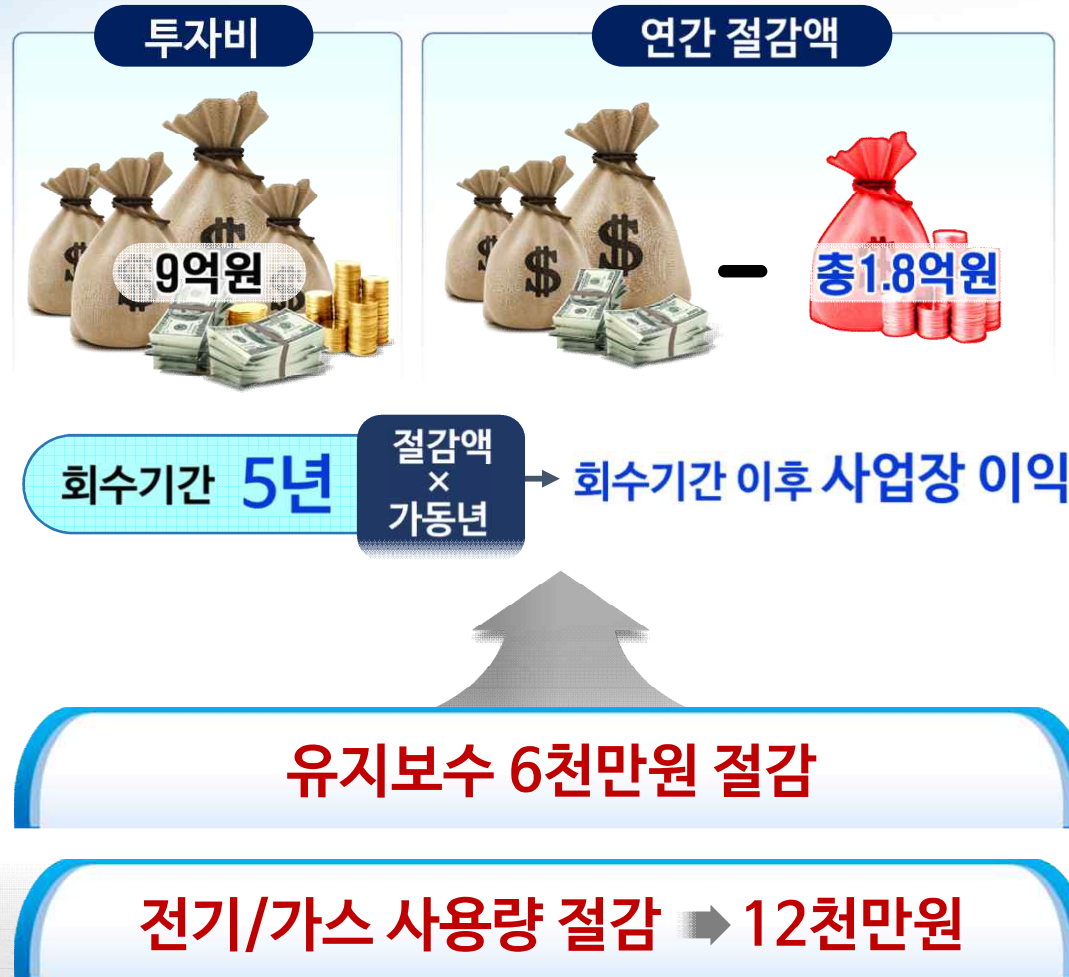 투자비
연간 절감액
9억원
총1.8억원
회수기간 5년
절감액
×
가동년
회수기간 이후 사업장 이익
유지보수 6천만원 절감
전기/가스 사용량 절감 12천만원